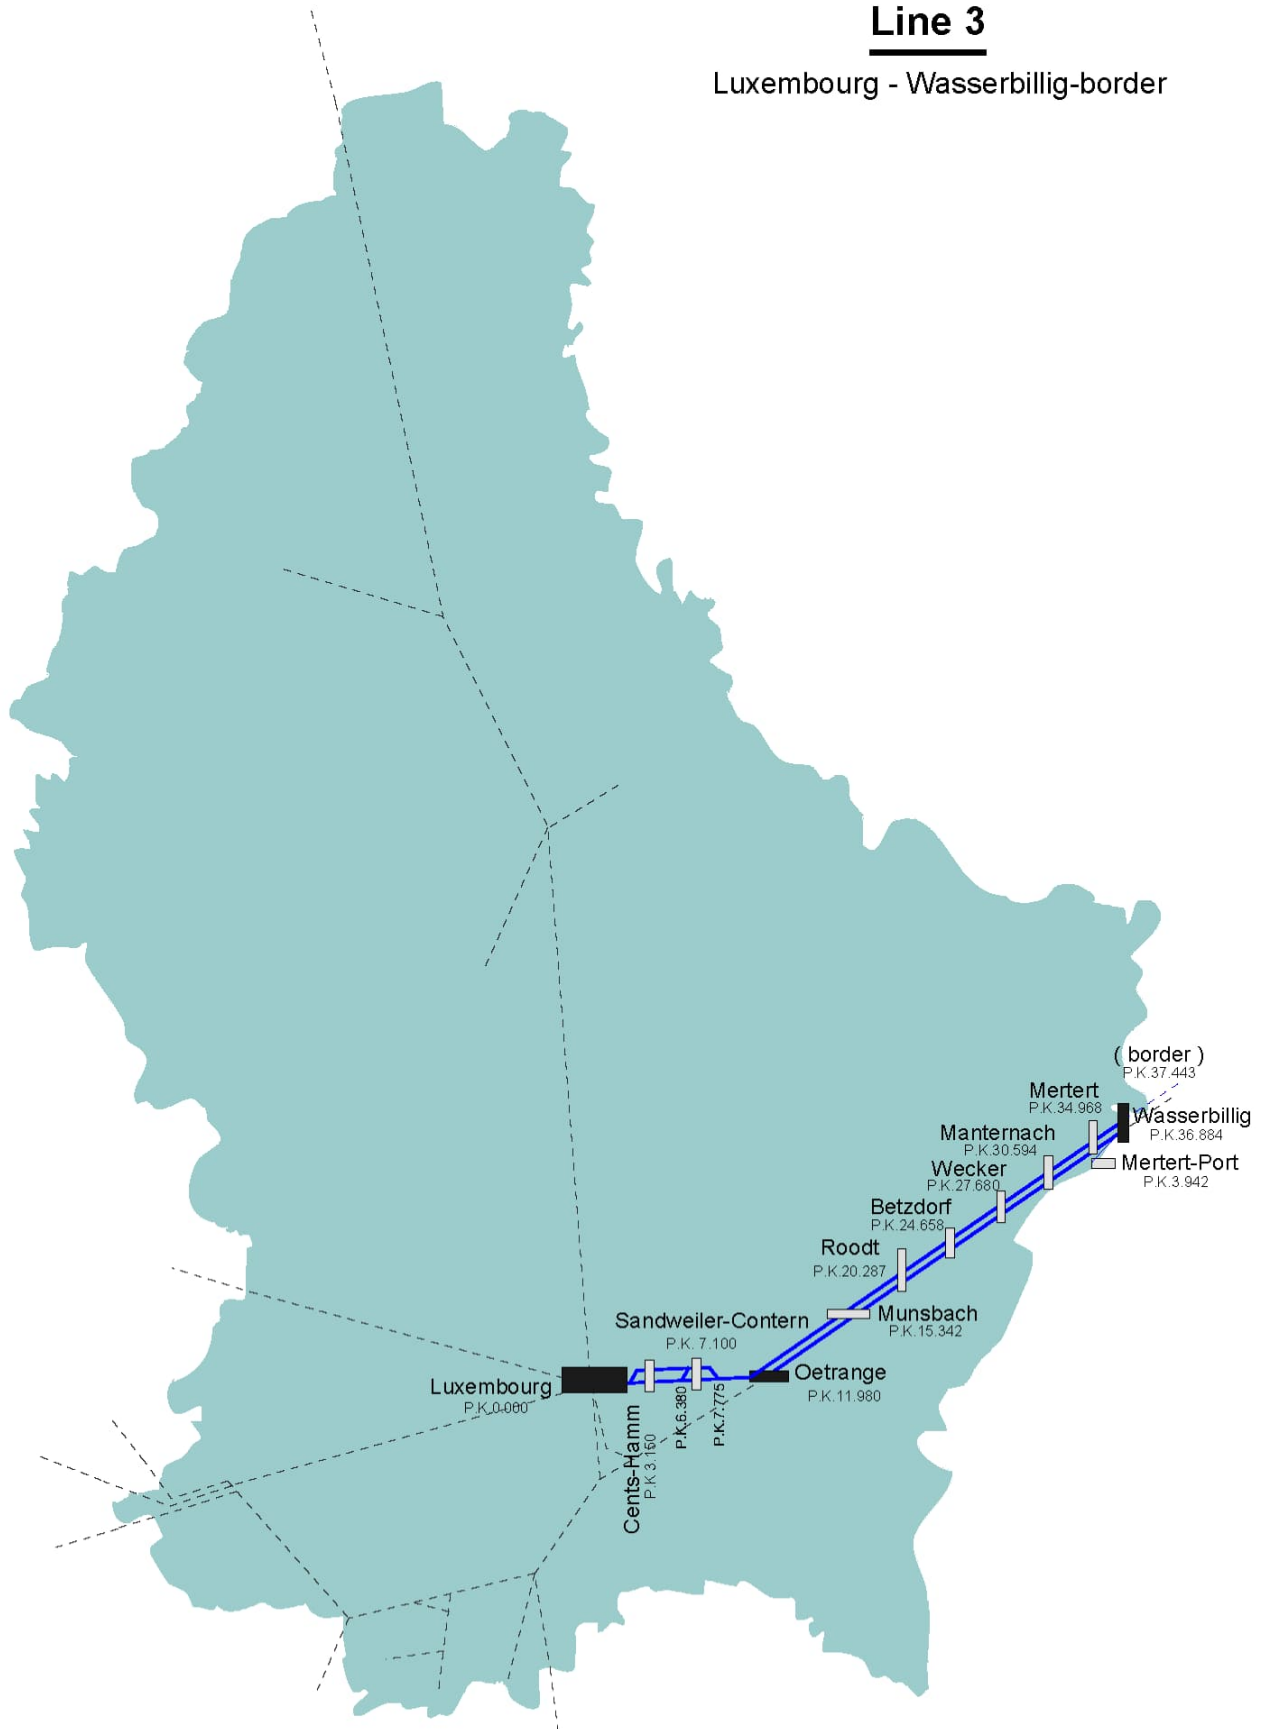 Line 3
Luxembourg - Wasserbillig-border
( border )
P.K.37.443
Mertert
P.K.34.968
Wasserbillig
P.K.36.884
Manternach
P.K.30.594
Mertert-Port
P.K.3.942
Wecker
P.K.27.680
Betzdorf
P.K.24.658
Roodt
P.K.20.287
Munsbach
P.K.15.342
Sandweiler-Contern
P.K. 7.100
Oetrange
P.K.11.980
Luxembourg
P.K.0.000
Cents-Hamm
P.K 3.150
P.K.6.380
P.K.7.775